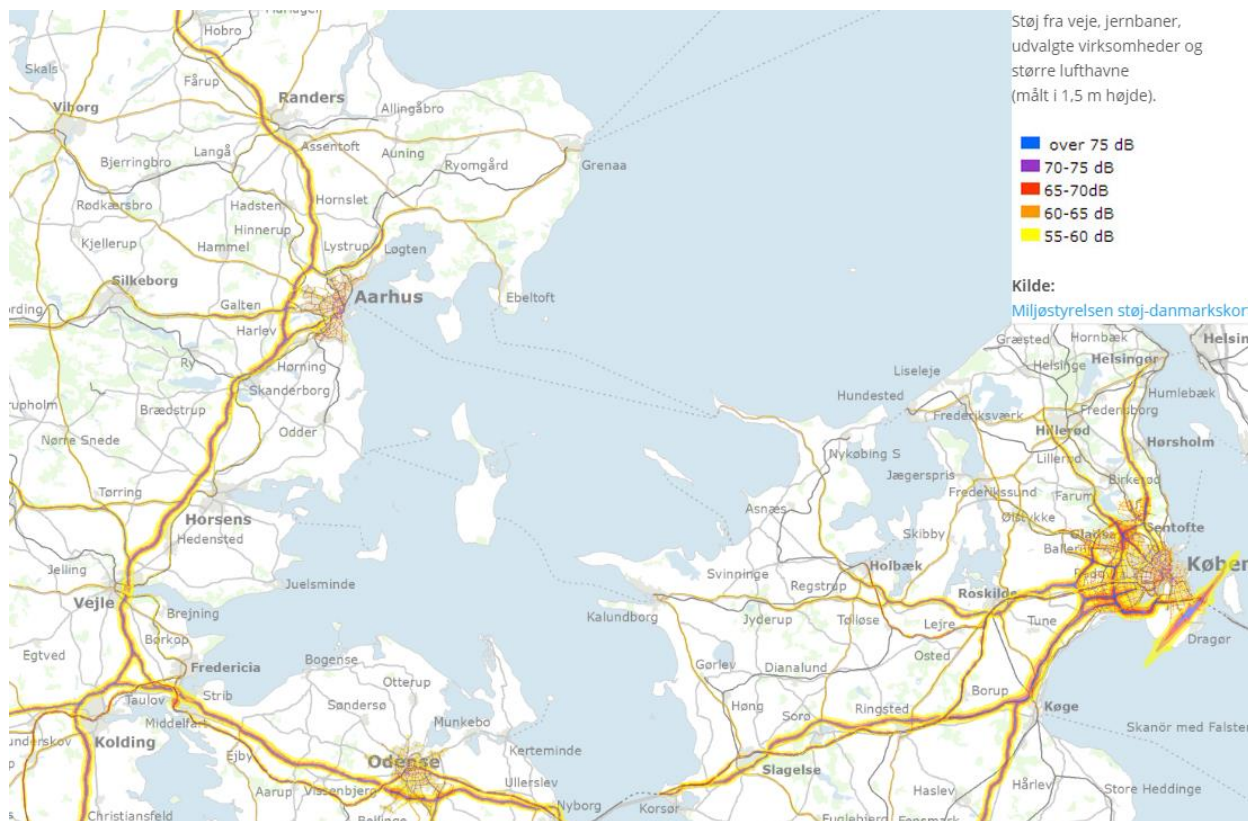 Støj fra veje, jernbaner,
udvalgte virksomheder og
større lufthavne
(målt i 1,5 m højde).
over 75 dB
70-75 dB
65-70dB
60-65 dB
55-60 dB
Kilde:
Miljøstyrelsen støj-danmarkskor
Hobro
Skals
Fårup
Viborg
Randers
Allingåbro
Langå
Assentoft
Auning
Bjerringbro
Ryomgård
Grenaa
Rødkærsbro
Hadsten
Hornslet
Hinnerup
Kjellerup
Hammel
Lystrup
Løgten
Silkeborg
Galten
Aarhus
Ebeltoft
Harlev
Ry
Hørning
Skanderborg
Brædstrup
Odder
Nørre Snede
Tørring
Horsens
Hedensted
Jelling
Juelsminde
Vejle
Brejning
Børkop
Egtved
Fredericia
Bogense
Otterup
Taulov
Strib
Søndersø
Middelfart
Munkebo
Kolding
Kerteminde
Ejby
Odense
Ullerslev
Aarup
Vissenbjerg
Nyborg
Christiansfeld
Græsted
Hornbæk
Helsin
Helsinge
Helsingør
Liseleje
Hundested
Humlebæk
Frederiksværk
Fredensborg
Hillerød
Hørsholm
Nykøbing S
Lillerød
Jægerspris
Birkerød
Frederikssund
Farum
Asnæs
Ølstykke
Gentofte
Skibby
Holbæk
Svinninge
Regstrup
Købe
Roskilde
Kalundborg
Jyderup
Tølløse
Lejre
Tune
Dragør
Gørlev
Dianalund
Osted
Høng
Sorø
Ringsted
Borup
Køge
Skanör med Falster
Slagelse
Korsør
Haslev
Hårlev
Store Heddinge
Fuglebjerg